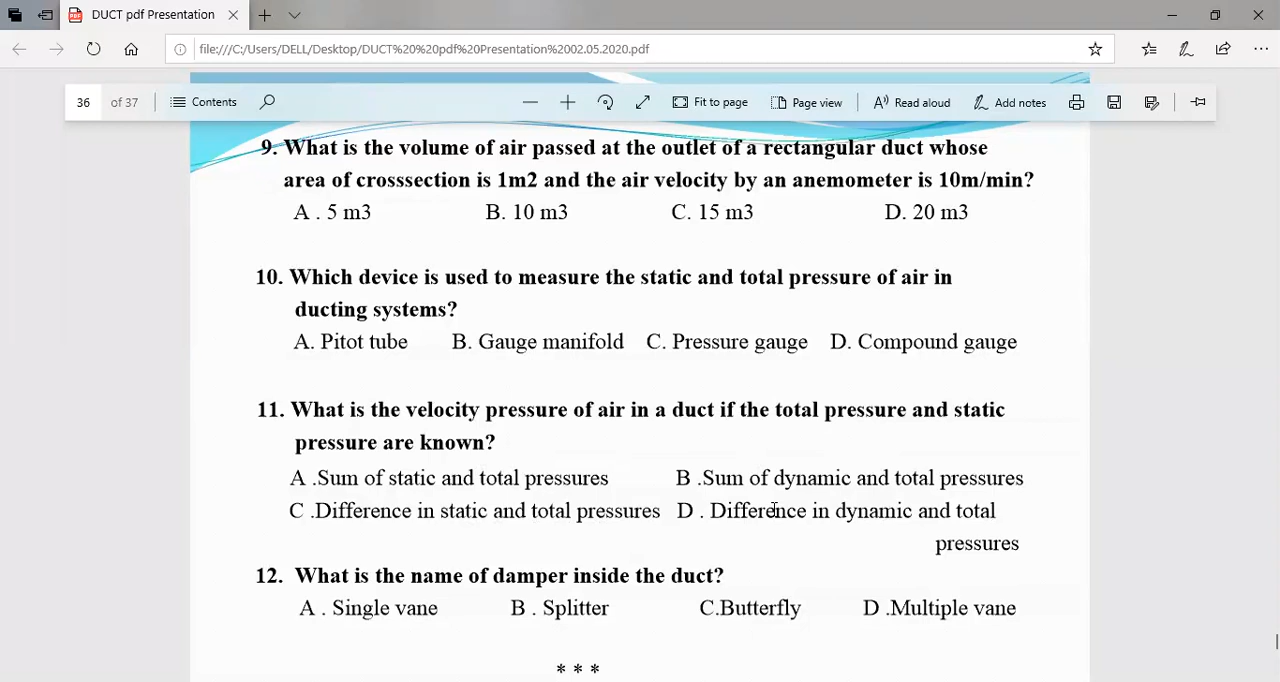 DUCT pdf Presentation
file:///C:/Users/DELL/Desktop/DUCT%20%20pdf%20Presentation%2002.05.2020.pdf
36 of 37 Contents Fit to page Page view Read aloud Add notes
9. What is the volume of air passed at the outlet of a rectangular duct whose
area of crosssection is 1m2 and the air velocity by an anemometer is 10m/min?
A . 5 m3 B. 10 m3 C. 15 m3 D. 20 m3
10. Which device is used to measure the static and total pressure of air in
ducting systems?
A. Pitot tube B. Gauge manifold C. Pressure gauge D. Compound gauge
11. What is the velocity pressure of air in a duct if the total pressure and static
pressure are known?
A .Sum of static and total pressures B .Sum of dynamic and total pressures
C .Difference in static and total pressures D . Difference in dynamic and total
pressures
12. What is the name of damper inside the duct?
A . Single vane B . Splitter C.Butterfly D .Multiple vane
* * *